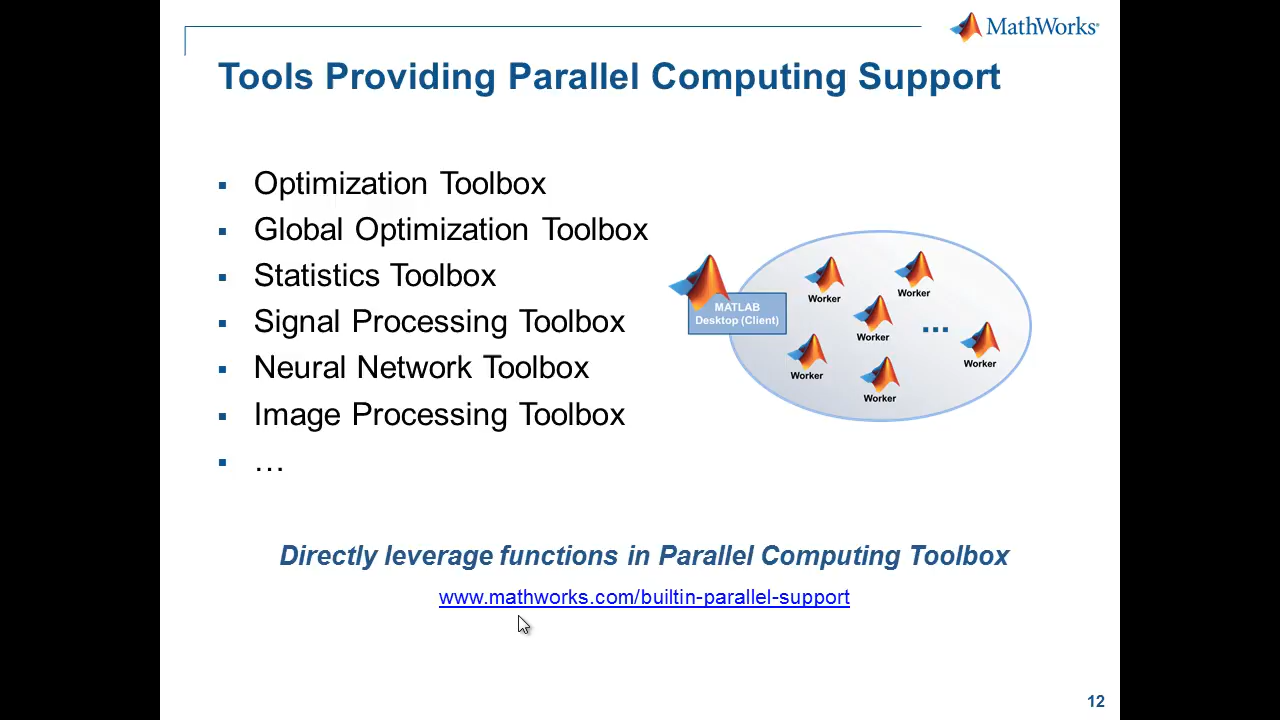 MathWorks®
Tools Providing Parallel Computing Support
▪ Optimization Toolbox
▪ Global Optimization Toolbox
▪ Statistics Toolbox
▪ Signal Processing Toolbox
▪ Neural Network Toolbox
▪ Image Processing Toolbox
▪ …
MATLAB
Desktop (Client)
Worker
Worker
Worker
...
Worker
Worker
Worker
Directly leverage functions in Parallel Computing Toolbox
www.mathworks.com/builtin-parallel-support
12